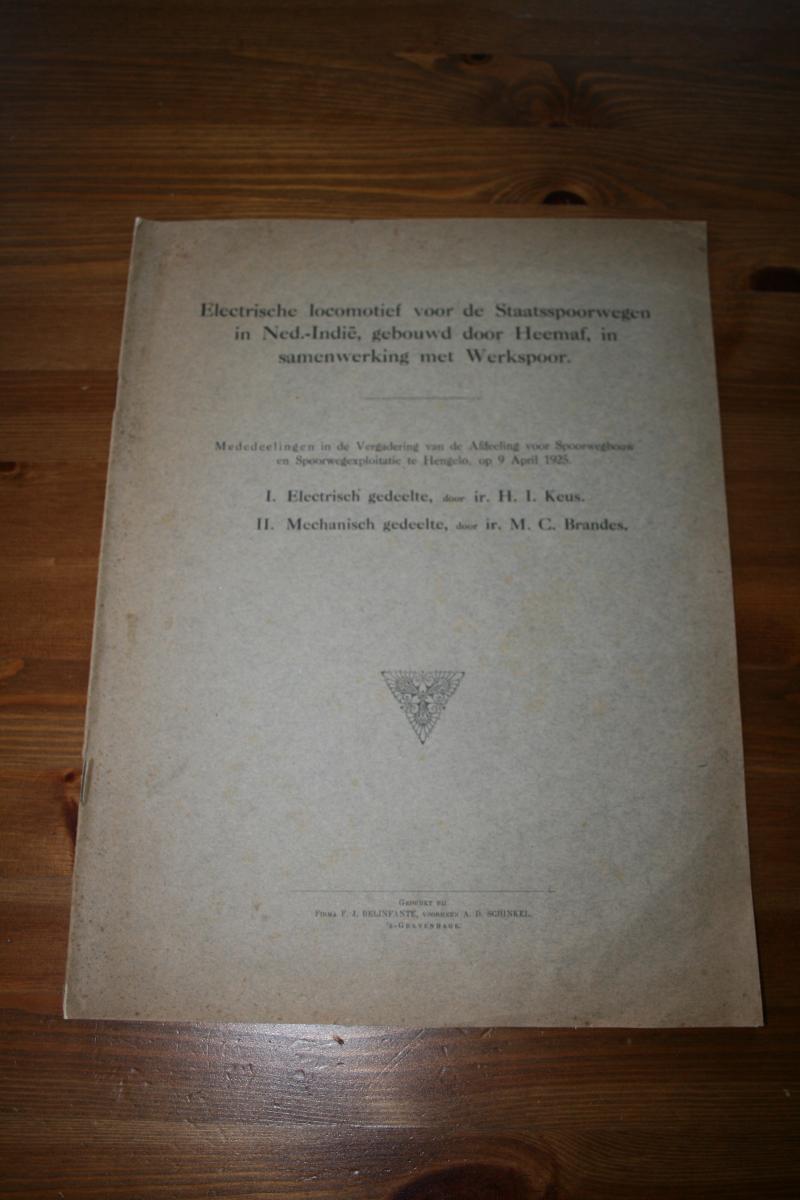 Electrische locomotief voor de Staatsspoorwegen
in Ned.-Indië, gebouwd door Heemaf, in
samenwerking met Werkspoor.
Mededeelingen in de Vergadering van de Afdeeling voor Spoorwegbouw
en Spoorwegexploitatie te Hengelo, op 9 April 1925.
I. Electrisch gedeelte, door ir. H. I. Keus.
II. Mechanisch gedeelte, door ir. M. C. Brandes.
Gedrukt bij
Firma F. J. BELINFANTE, voorheen A. D. SCHINKEL.
's-Gravenhage.